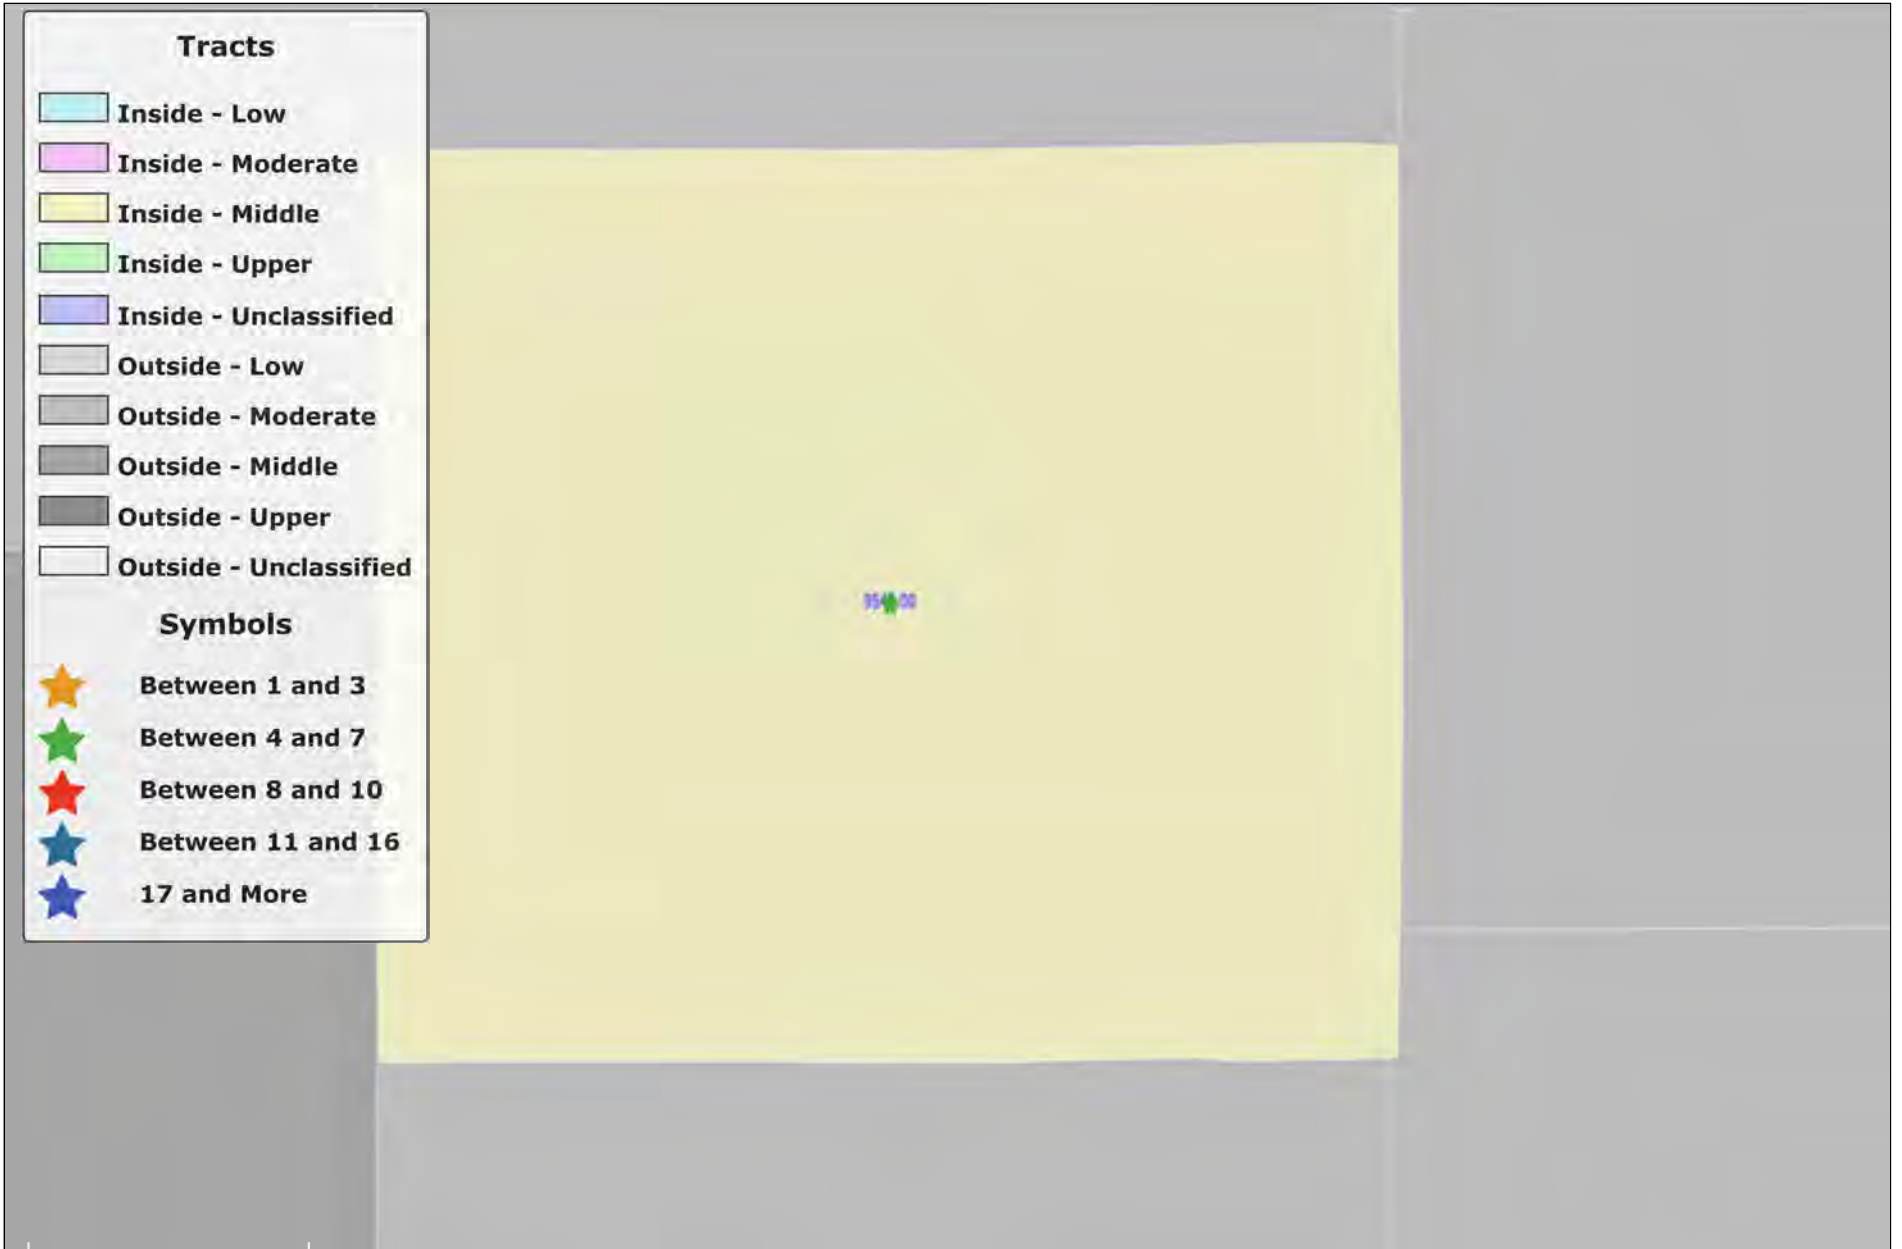 Tracts
Inside - Low
Inside - Moderate
Inside - Middle
Inside - Upper
Inside - Unclassified
Outside - Low
Outside - Moderate
Outside - Middle
Outside - Upper
Outside - Unclassified
Symbols
Between 1 and 3
Between 4 and 7
Between 8 and 10
Between 11 and 16
17 and More